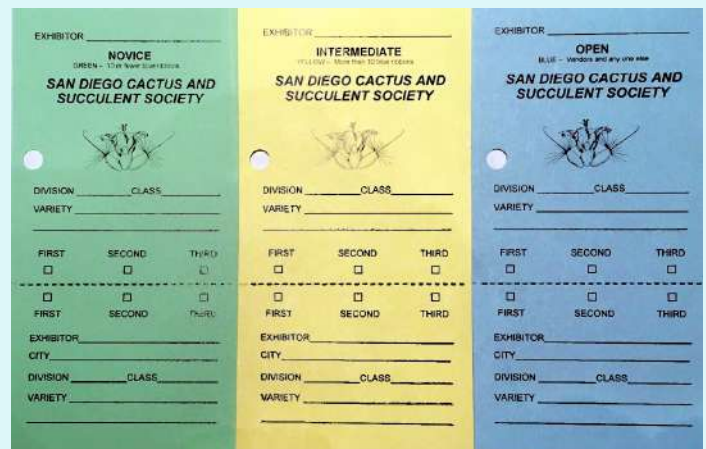 EXHIBITOR
NOVICE
GREEN - 10 or fewer blue ribbons
SAN DIEGO CACTUS AND
SUCCULENT SOCIETY
DIVISION CLASS
VARIETY
FIRST SECOND THIRD
FIRST SECOND THIRD
EXHIBITOR
CITY
DIVISION CLASS
VARIETY
EXHIBITOR
INTERMEDIATE
YELLOW - More than 10 blue ribbons
SAN DIEGO CACTUS AND
SUCCULENT SOCIETY
DIVISION CLASS
VARIETY
FIRST SECOND THIRD
FIRST SECOND THIRD
EXHIBITOR
CITY
DIVISION CLASS
VARIETY
EXHIBITOR
OPEN
BLUE - Vendors and any one else
SAN DIEGO CACTUS AND
SUCCULENT SOCIETY
DIVISION CLASS
VARIETY
FIRST SECOND THIRD
FIRST SECOND THIRD
EXHIBITOR
CITY
DIVISION CLASS
VARIETY